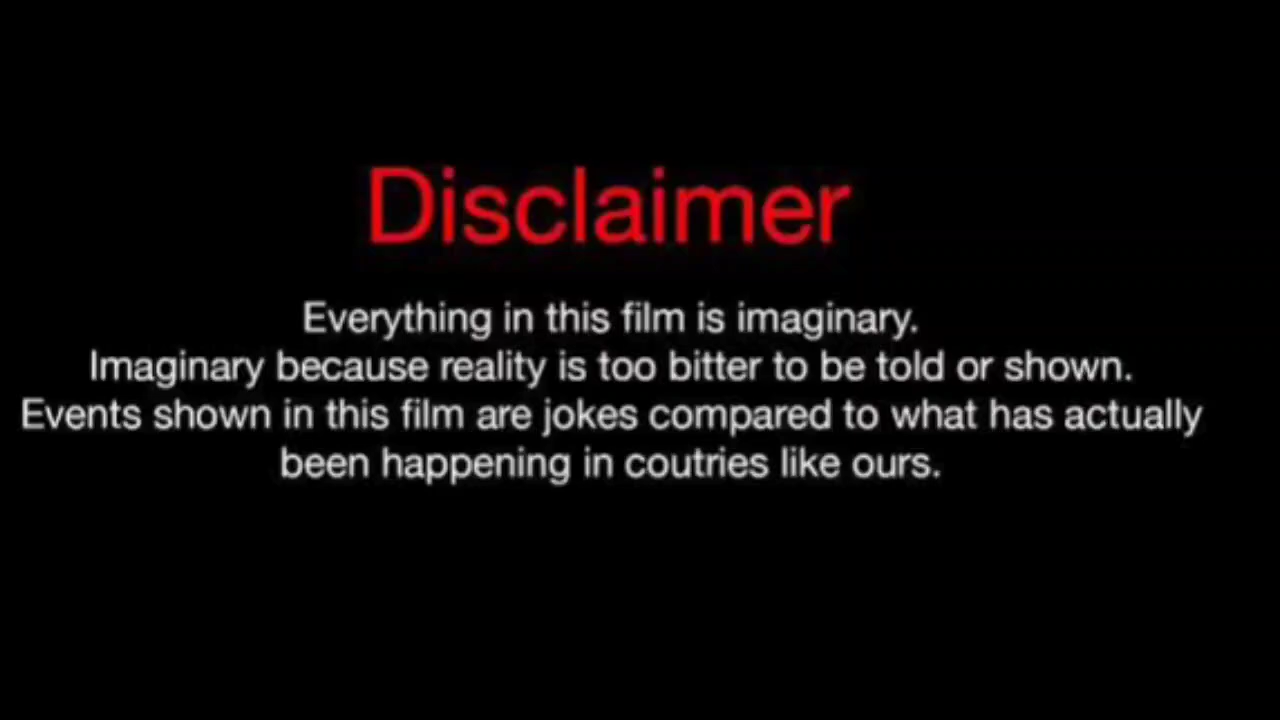 Disclaimer
Everything in this film is imaginary.
Imaginary because reality is too bitter to be told or shown.
Events shown in this film are jokes compared to what has actually
been happening in coutries like ours.